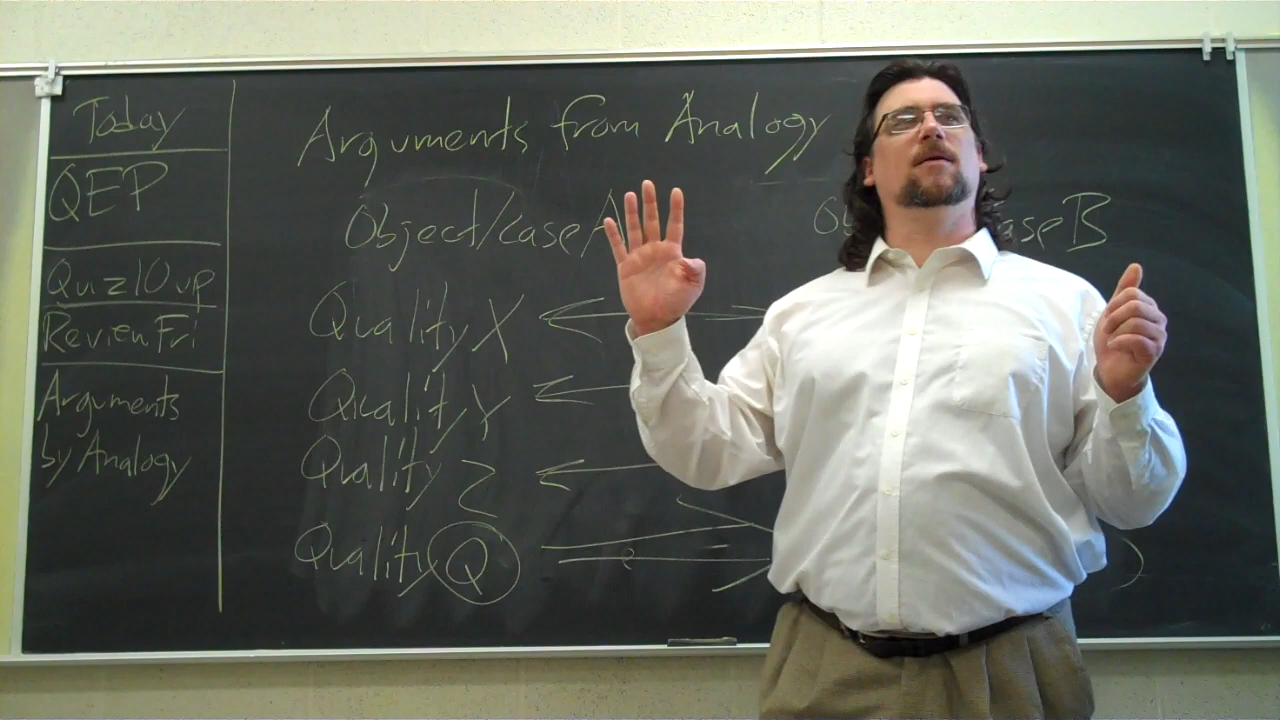 Today
QEP
Quiz 10 up
Review Fri
Arguments
by Analogy
Arguments from Analogy
Object/case A
case B
Quality X
Quality Y
Quality Z
Quality Q